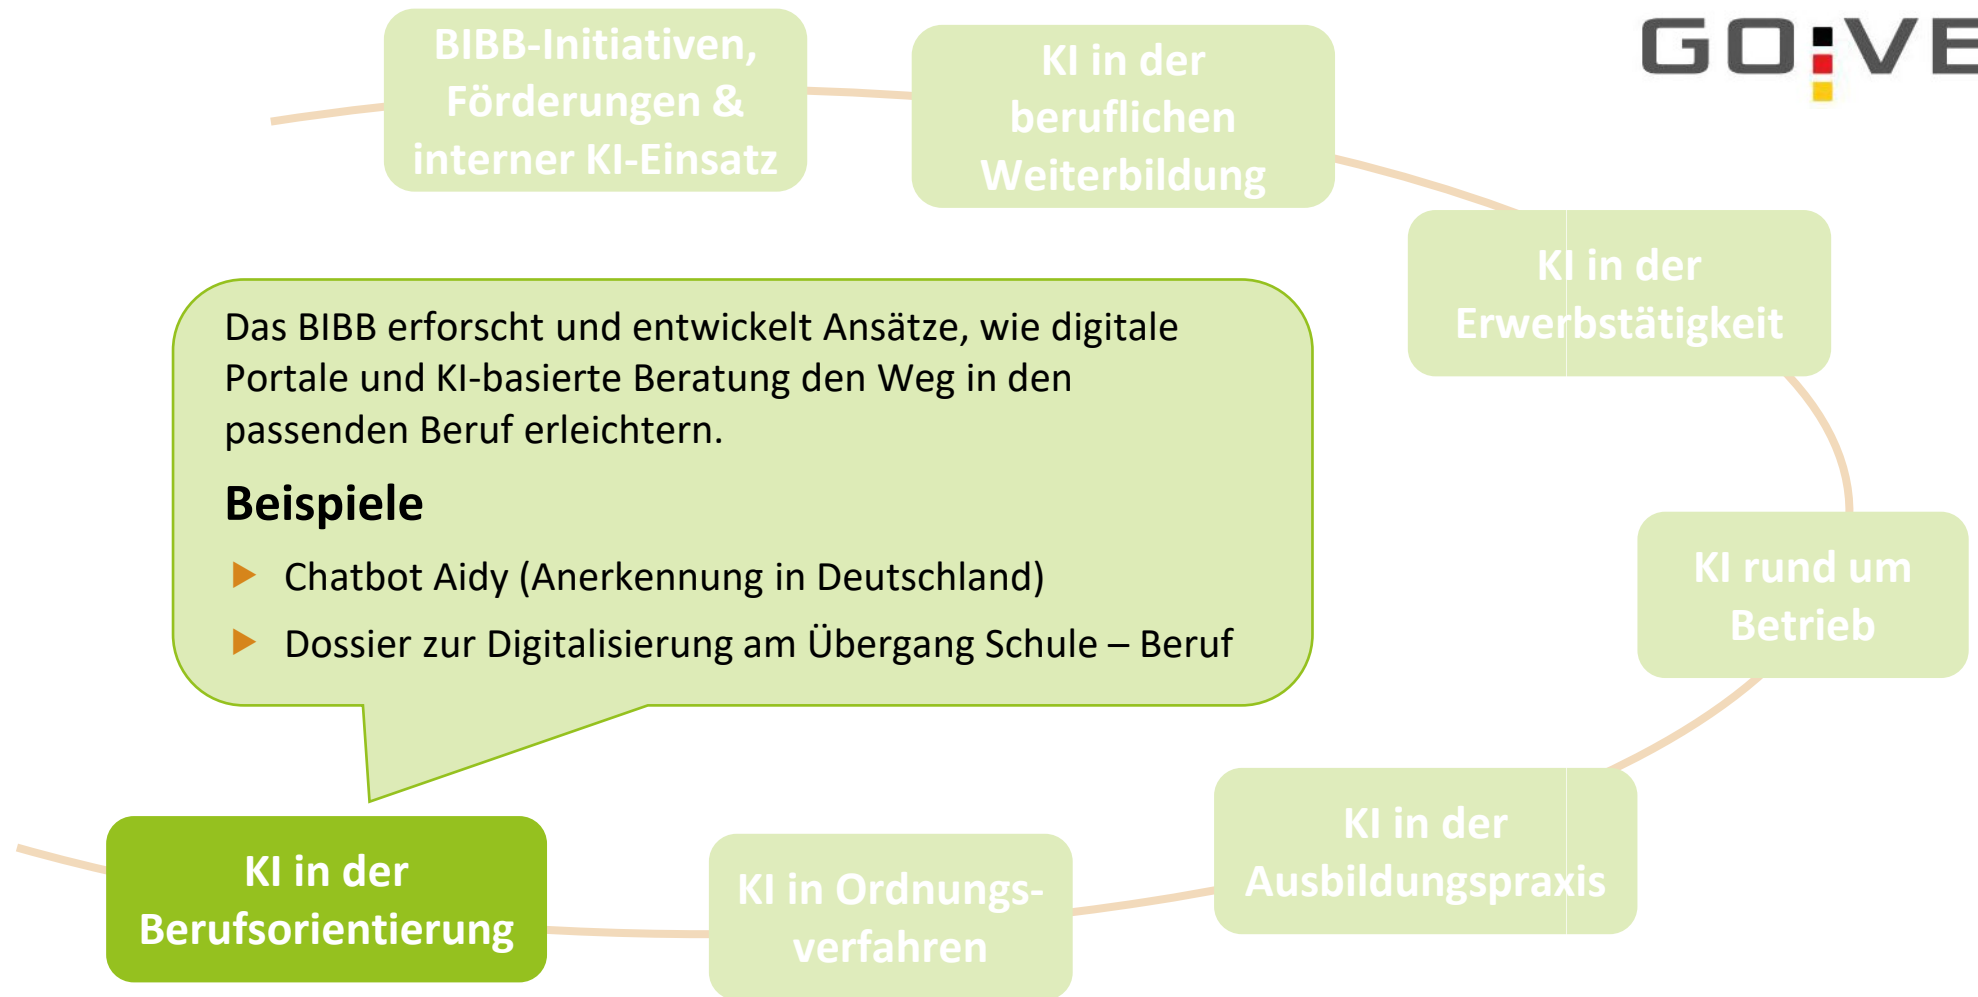 BIBB-Initiativen,
Förderungen &
interner KI-Einsatz
KI in der
beruflichen
Weiterbildung
GO VE
KI in der
Erwerbstätigkeit
Das BIBB erforscht und entwickelt Ansätze, wie digitale
Portale und KI-basierte Beratung den Weg in den
passenden Beruf erleichtern.
Beispiele
Chatbot Aidy (Anerkennung in Deutschland)
Dossier zur Digitalisierung am Übergang Schule – Beruf
KI rund um
Betrieb
KI in der
Ausbildungspraxis
KI in Ordnungs-
verfahren
KI in der
Berufsorientierung